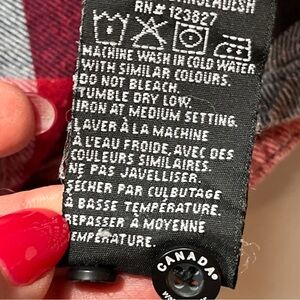 BANGLADESH
RN# 123827
MACHINE WASH IN COLD WATER
WITH SIMILAR COLOURS.
DO NOT BLEACH.
TUMBLE DRY LOW.
IRON AT MEDIUM SETTING.
LAVER À LA MACHINE
À L'EAU FROIDE, AVEC DES
COULEURS SIMILAIRES.
NE PAS JAVELLISER.
SÉCHER PAR CULBUTAGE
À BASSE TEMPÉRATURE.
REPASSER À MOYENNE
TEMPÉRATURE.
CANADA